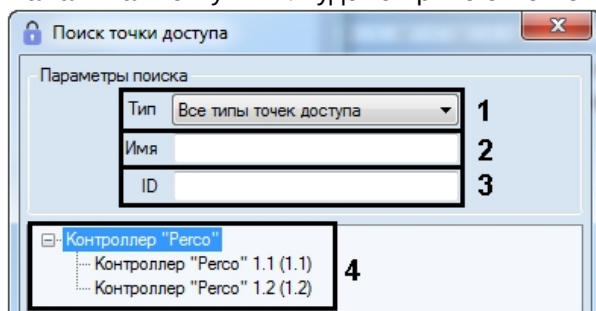 Поиск точки доступа
Параметры поиска
Тип Все типы точек доступа 1
Имя 2
ID 3
Контроллер "Perco"
Контроллер "Perco" 1.1 (1.1)
Контроллер "Perco" 1.2 (1.2)
4